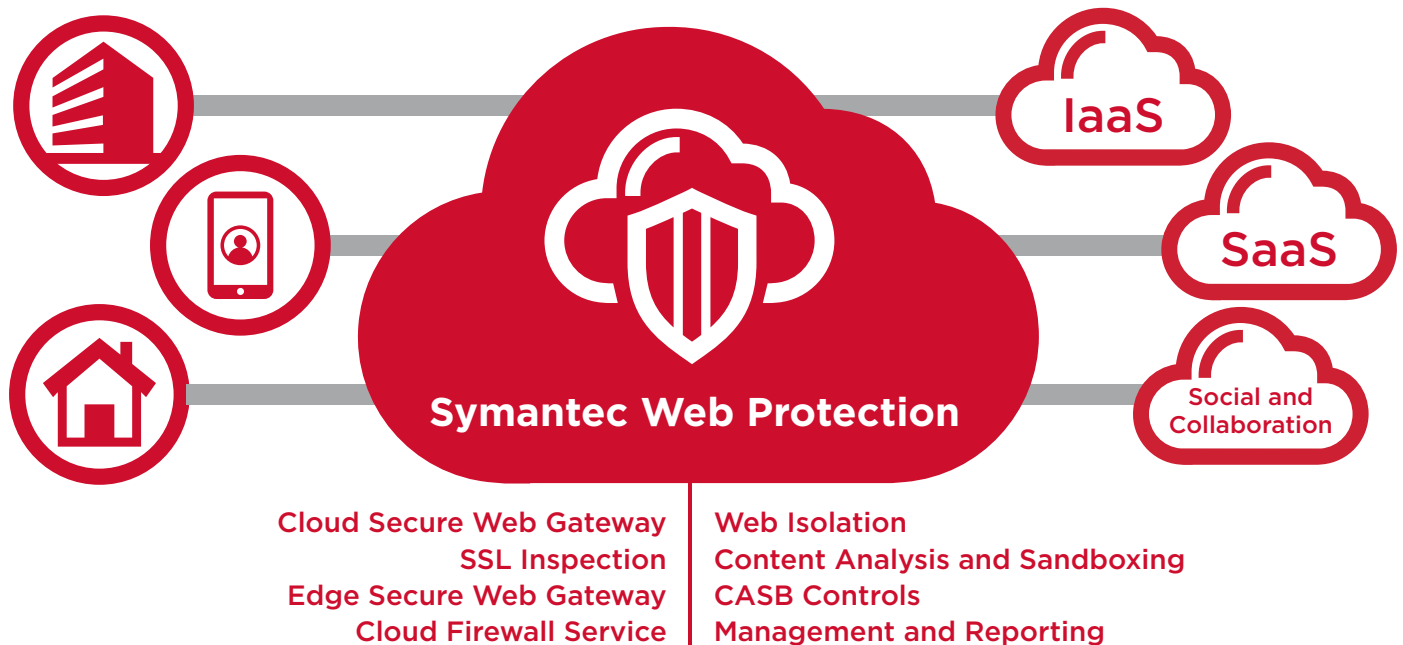 IaaS
SaaS
Social and
Collaboration
Symantec Web Protection
Cloud Secure Web Gateway
SSL Inspection
Edge Secure Web Gateway
Cloud Firewall Service
Web Isolation
Content Analysis and Sandboxing
CASB Controls
Management and Reporting